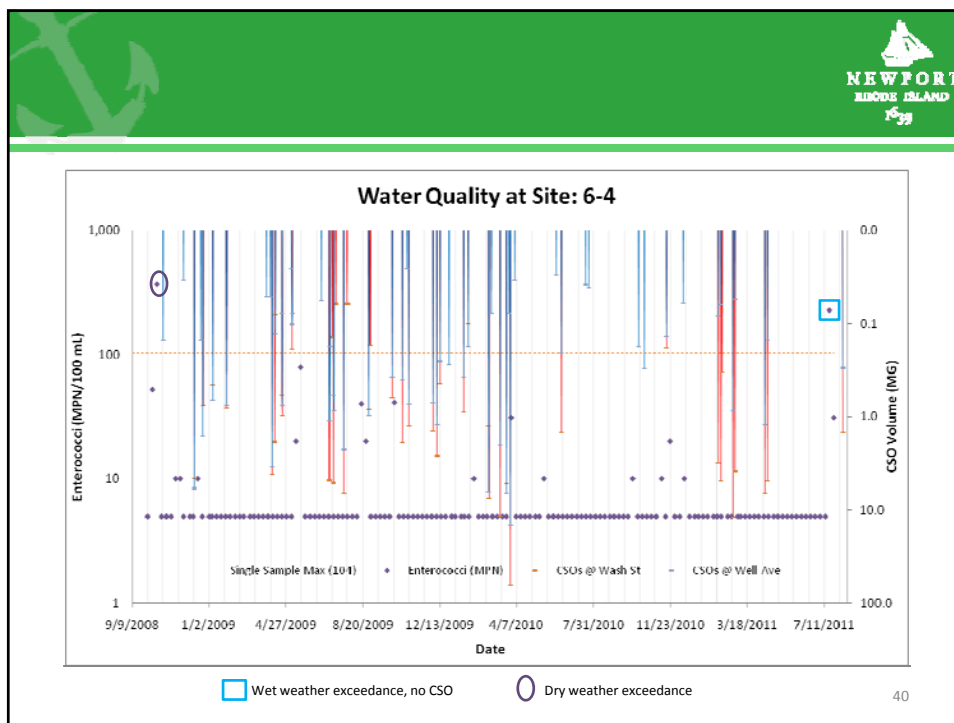 NEWPORT
RHODE ISLAND
1639
Water Quality at Site: 6-4
1,000
100
10
1
Enterococci (MPN/100 mL)
0.0
0.1
1.0
10.0
100.0
CSO Volume (MG)
Single Sample Max (104) Enterococci (MPN) CSOs @ Wash St CSOs @ Well Ave
9/9/2008 1/2/2009 4/27/2009 8/20/2009 12/13/2009 4/7/2010 7/31/2010 11/23/2010 3/18/2011 7/11/2011
Date
Wet weather exceedance, no CSO Dry weather exceedance
40